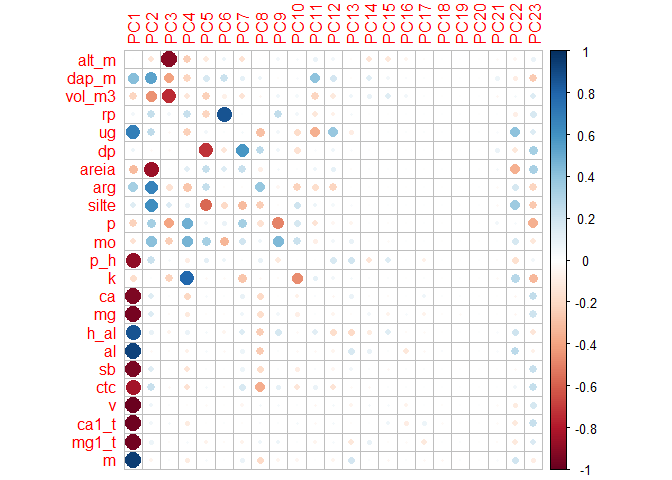 PC1 PC2 PC3 PC4 PC5 PC6 PC7 PC8 PC9 PC10 PC11 PC12 PC13 PC14 PC15 PC16 PC17 PC18 PC19 PC20 PC21 PC22 PC23
alt_m
dap_m
vol_m3
rp
ug
dp
areia
arg
silte
p
mo
p_h
k
ca
mg
h_al
al
sb
ctc
v
ca1_t
mg1_t
m
1
0.8
0.6
0.4
0.2
0
-0.2
-0.4
-0.6
-0.8
-1